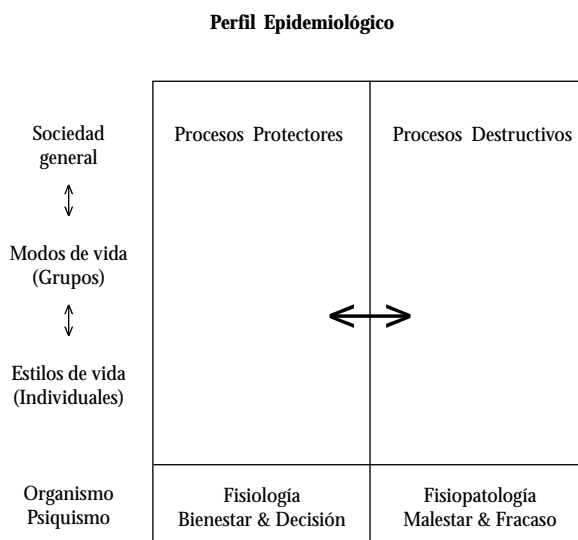 Perfil Epidemiológico
Sociedad
general
Procesos Protectores
Procesos Destructivos
Modos de vida
(Grupos)
Estilos de vida
(Individuales)
Organismo
Psiquismo
Fisiología
Bienestar & Decisión
Fisiopatología
Malestar & Fracaso